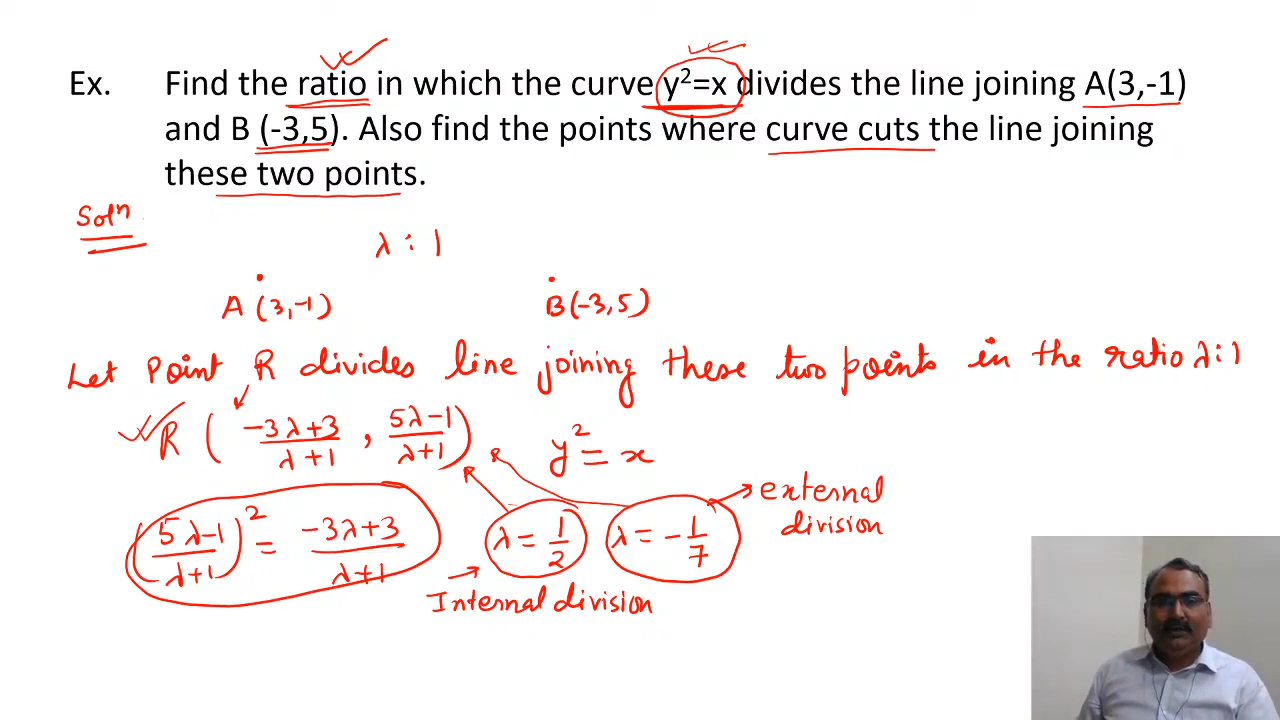 Ex. Find the ratio in which the curve y²=x divides the line joining A(3,-1)
and B (-3,5). Also find the points where curve cuts the line joining
these two points.
Solⁿ
λ : 1
A (3,-1) B(-3,5)
Let Point R divides line joining these two points in the ratio λ:1
R ( (-3λ+3)/(λ+1) , (5λ-1)/(λ+1) ) y² = x
((5λ-1)/(λ+1))² = (-3λ+3)/(λ+1) λ = 1/2 λ = -1/7 → external
division
→ Internal division